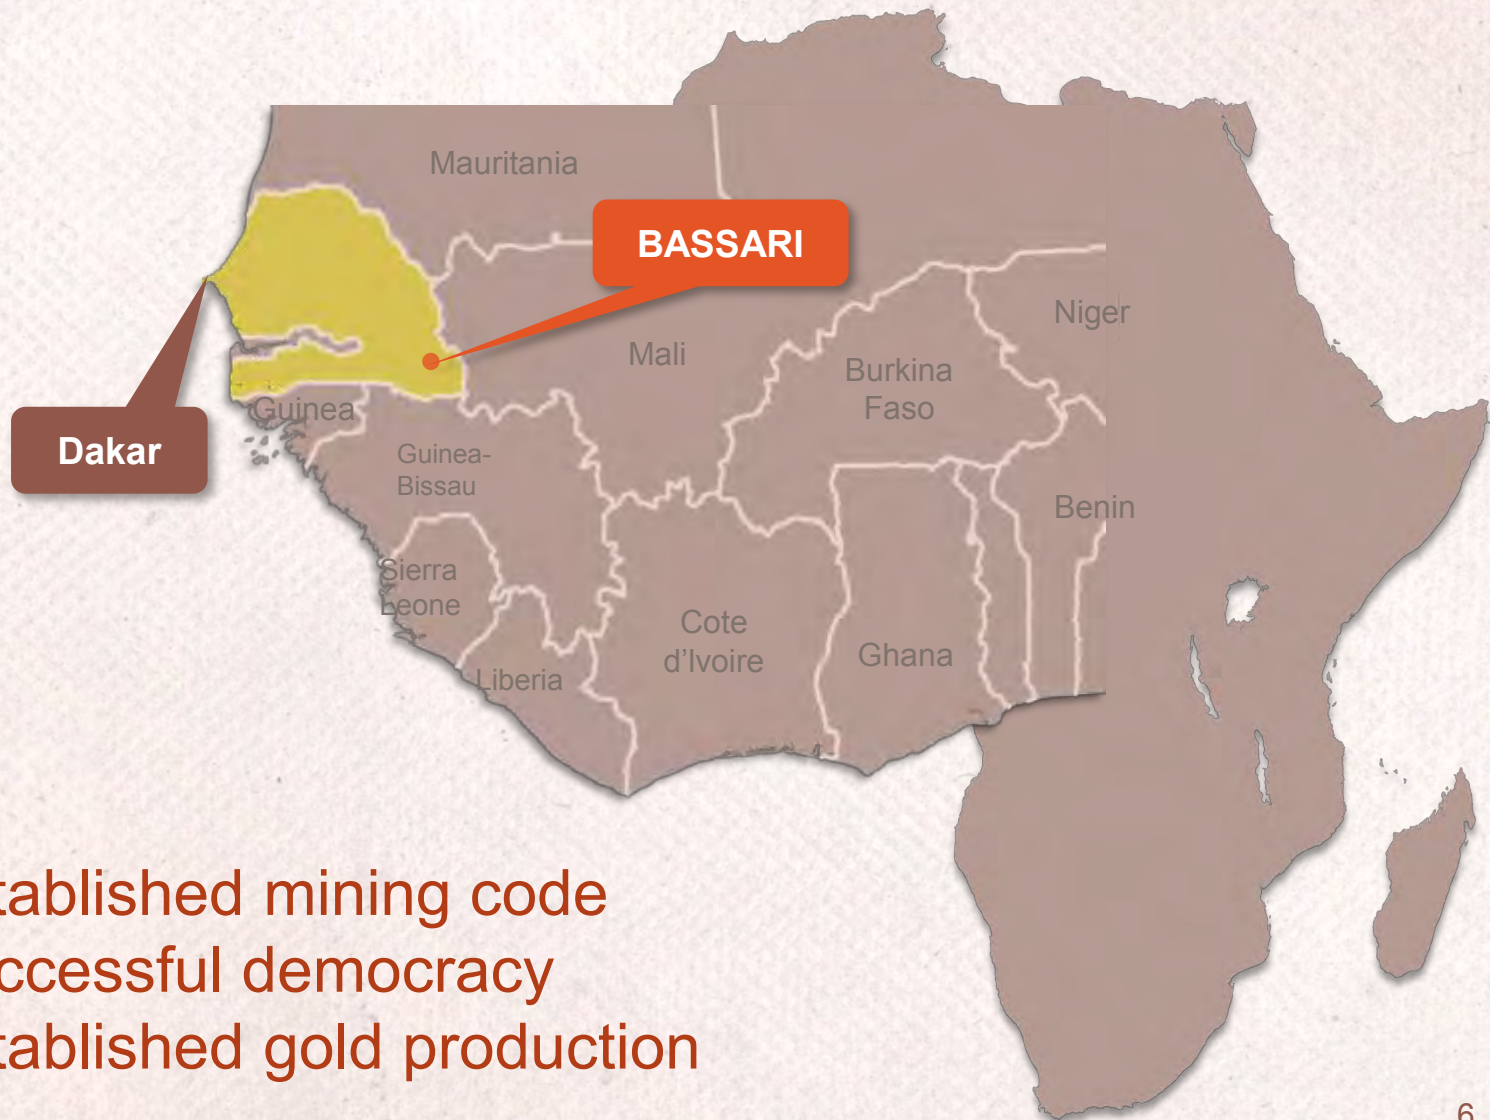 Mauritania
BASSARI
Niger
Mali
Burkina
Faso
Guinea
Dakar
Guinea-
Bissau
Benin
Sierra
Leone
Cote
d'Ivoire
Ghana
Liberia
tablished mining code
ccessful democracy
tablished gold production
6